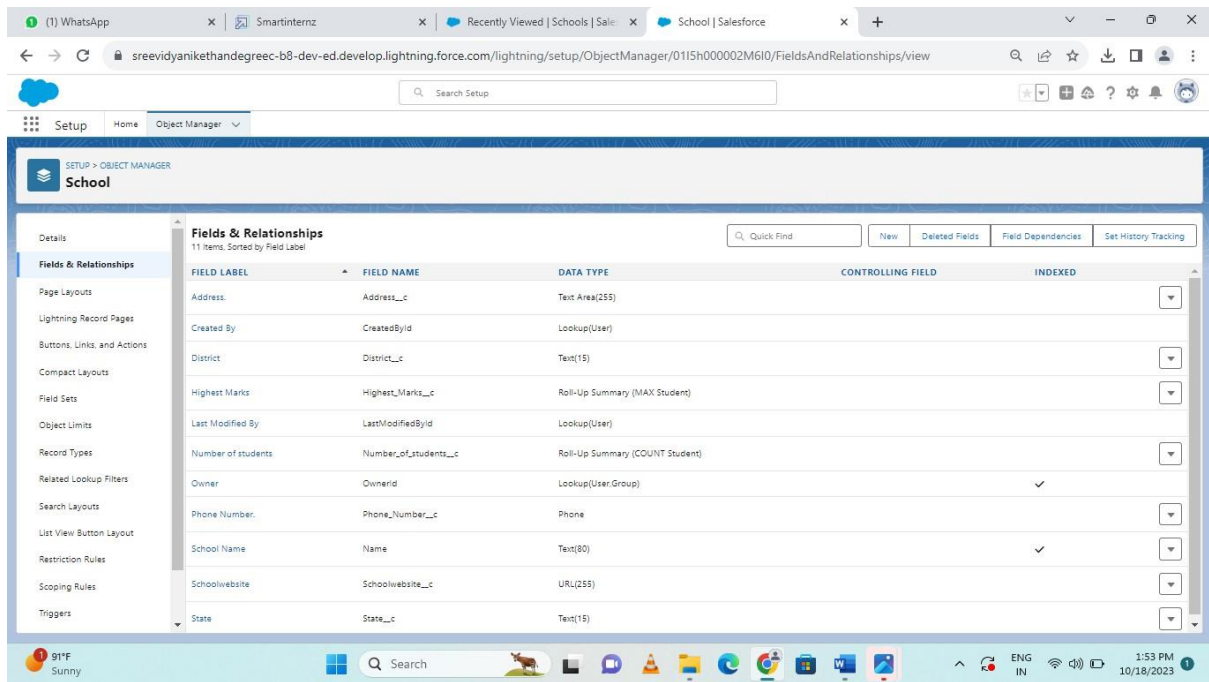 (1) WhatsApp
Smartinternz
Recently Viewed | Schools | Sale
School | Salesforce
sreevidyanikethandegreec-b8-dev-ed.develop.lightning.force.com/lightning/setup/ObjectManager/01I5h000002M6I0/FieldsAndRelationships/view
Search Setup
Setup Home Object Manager
SETUP > OBJECT MANAGER
School
Details
Fields & Relationships
Page Layouts
Lightning Record Pages
Buttons, Links, and Actions
Compact Layouts
Field Sets
Object Limits
Record Types
Related Lookup Filters
Search Layouts
List View Button Layout
Restriction Rules
Scoping Rules
Triggers
Fields & Relationships
11 Items, Sorted by Field Label
Quick Find New Deleted Fields Field Dependencies Set History Tracking
FIELD LABEL FIELD NAME DATA TYPE CONTROLLING FIELD INDEXED
Address. Address__c Text Area(255)
Created By CreatedById Lookup(User)
District District__c Text(15)
Highest Marks Highest_Marks__c Roll-Up Summary (MAX Student)
Last Modified By LastModifiedById Lookup(User)
Number of students Number_of_students__c Roll-Up Summary (COUNT Student)
Owner OwnerId Lookup(User,Group)
Phone Number. Phone_Number__c Phone
School Name Name Text(80)
Schoolwebsite Schoolwebsite__c URL(255)
State State__c Text(15)
1
91°F
Sunny
Search
ENG
IN
1:53 PM
10/18/2023
1